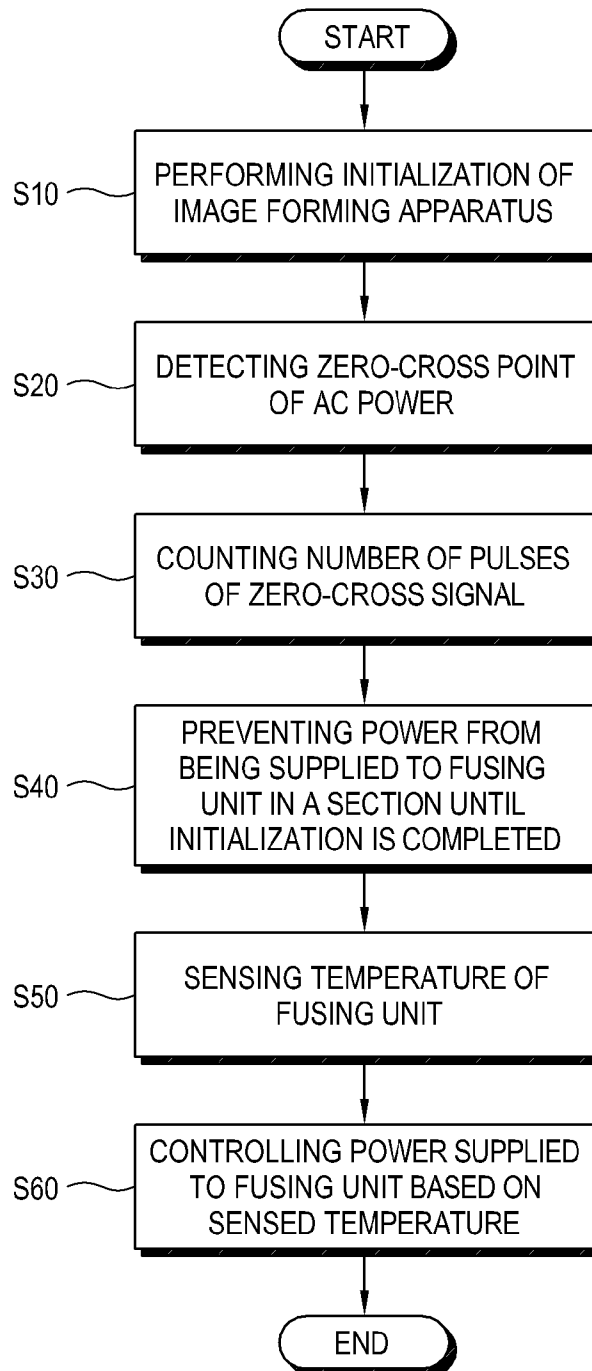 START
S10
PERFORMING INITIALIZATION OF
IMAGE FORMING APPARATUS
S20
DETECTING ZERO-CROSS POINT
OF AC POWER
S30
COUNTING NUMBER OF PULSES
OF ZERO-CROSS SIGNAL
S40
PREVENTING POWER FROM
BEING SUPPLIED TO FUSING
UNIT IN A SECTION UNTIL
INITIALIZATION IS COMPLETED
S50
SENSING TEMPERATURE OF
FUSING UNIT
S60
CONTROLLING POWER SUPPLIED
TO FUSING UNIT BASED ON
SENSED TEMPERATURE
END